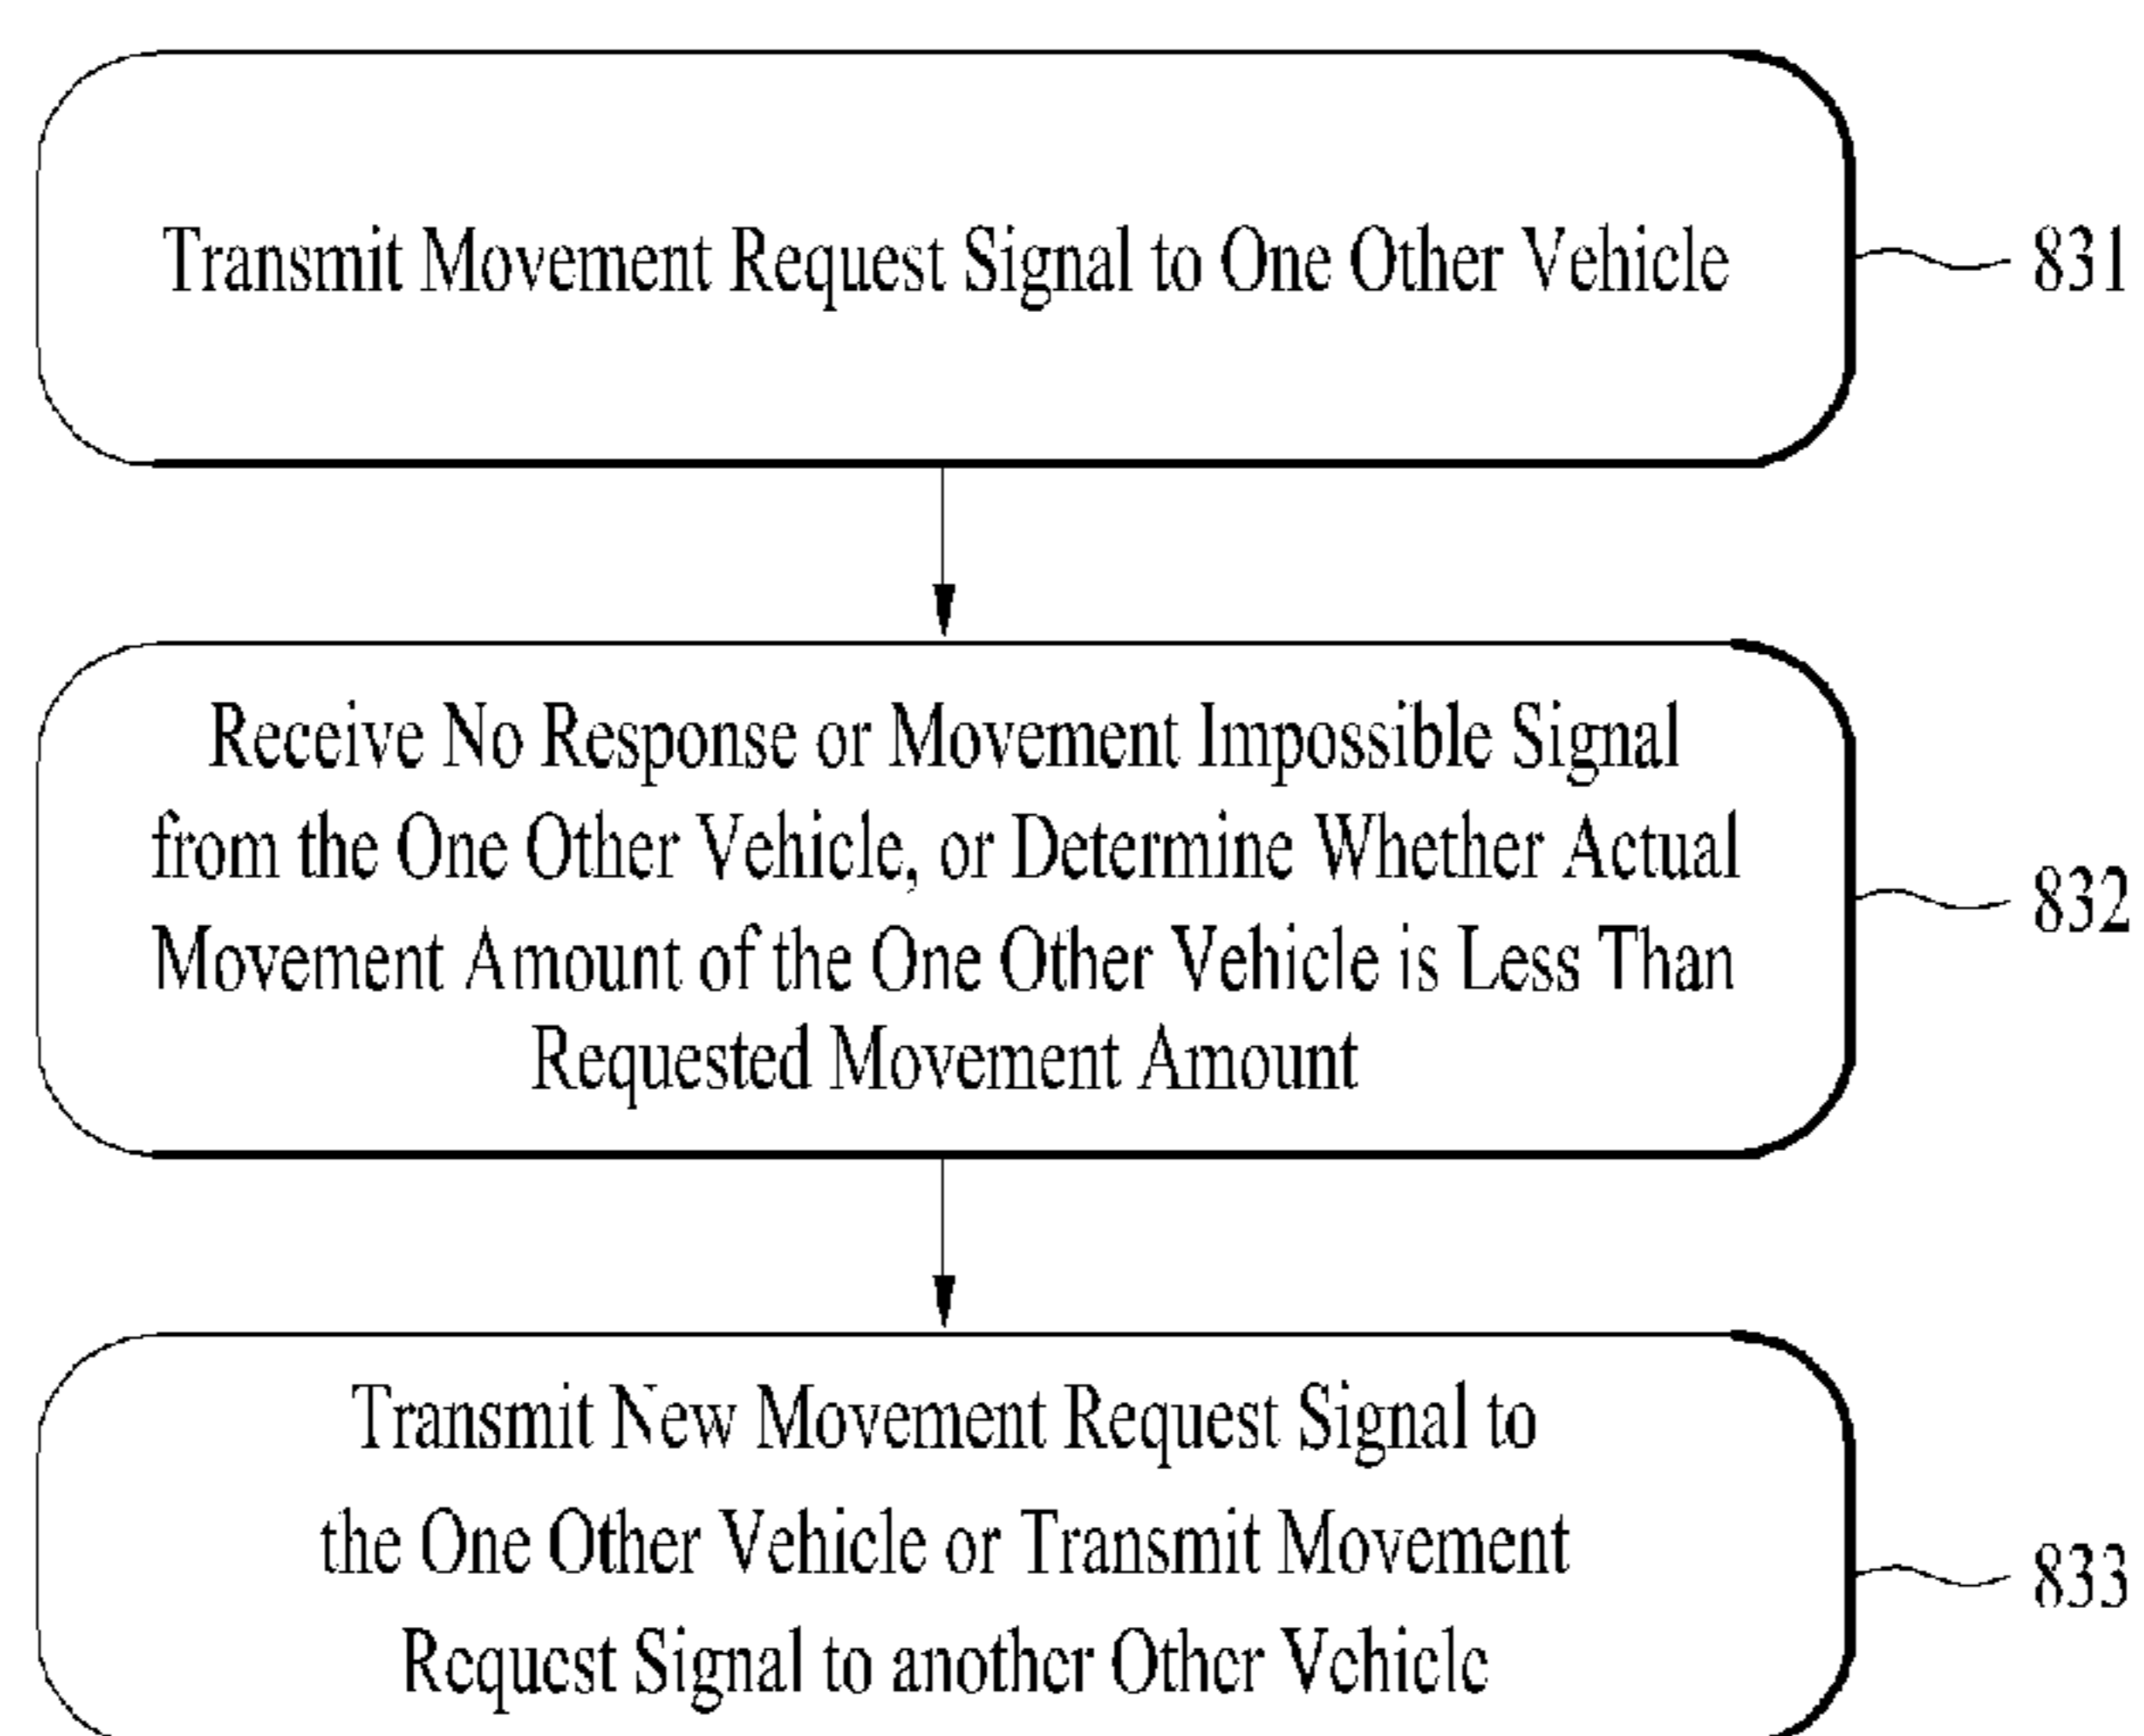 Transmit Movement Request Signal to One Other Vehicle
831
Receive No Response or Movement Impossible Signal
from the One Other Vehicle, or Determine Whether Actual
Movement Amount of the One Other Vehicle is Less Than
Requested Movement Amount
832
Transmit New Movement Request Signal to
the One Other Vehicle or Transmit Movement
Request Signal to another Other Vehicle
833